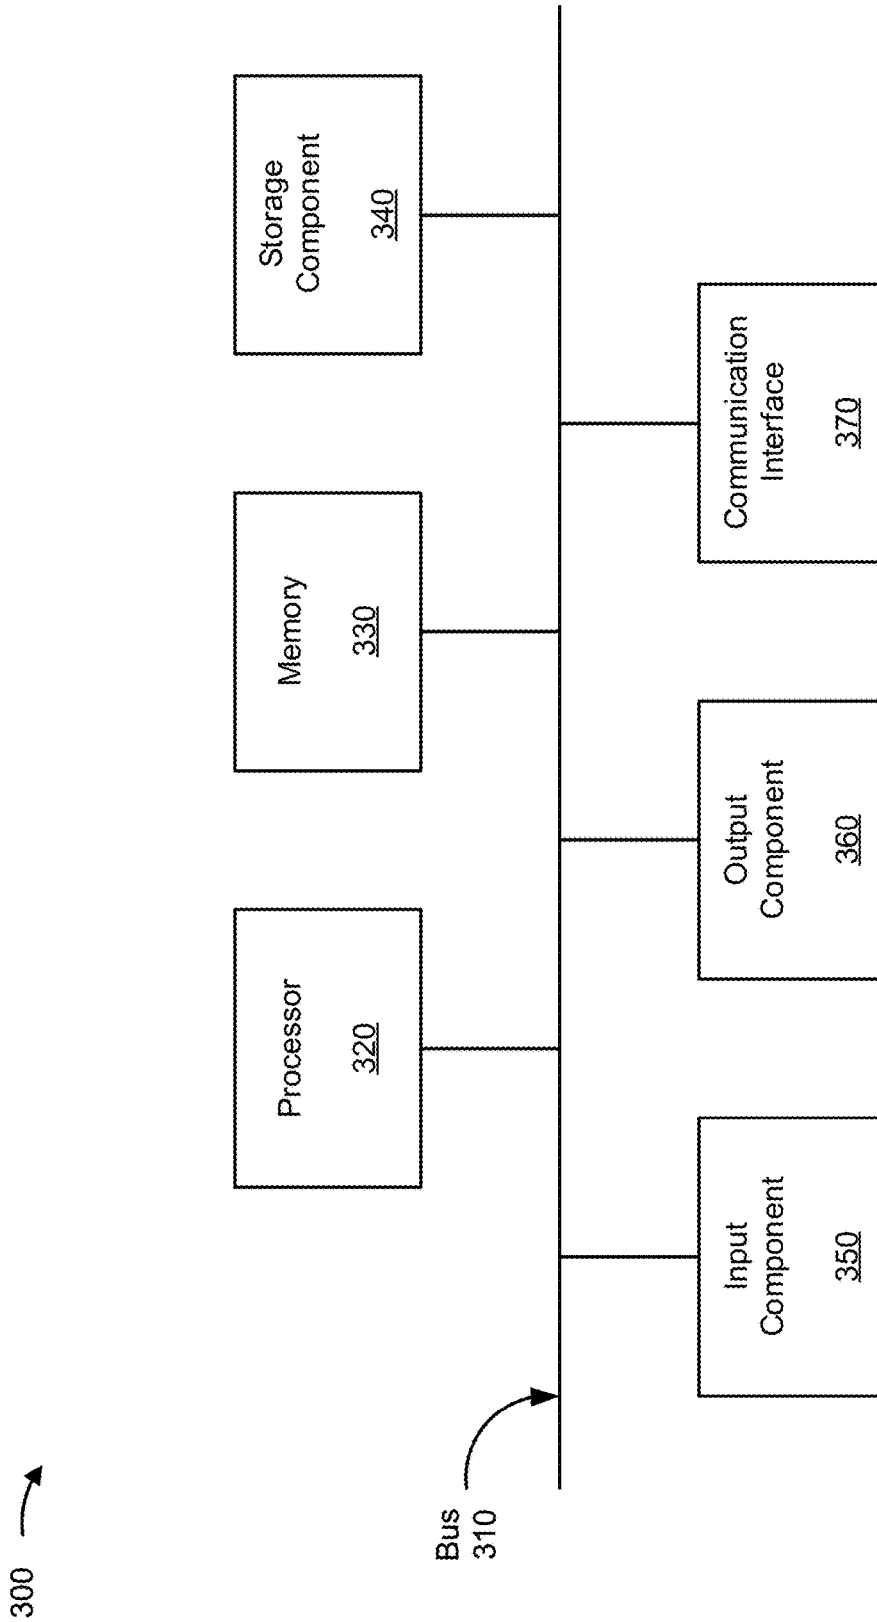 300
Processor
320
Memory
330
Storage
Component
340
Bus
310
Input
Component
350
Output
Component
360
Communication
Interface
370